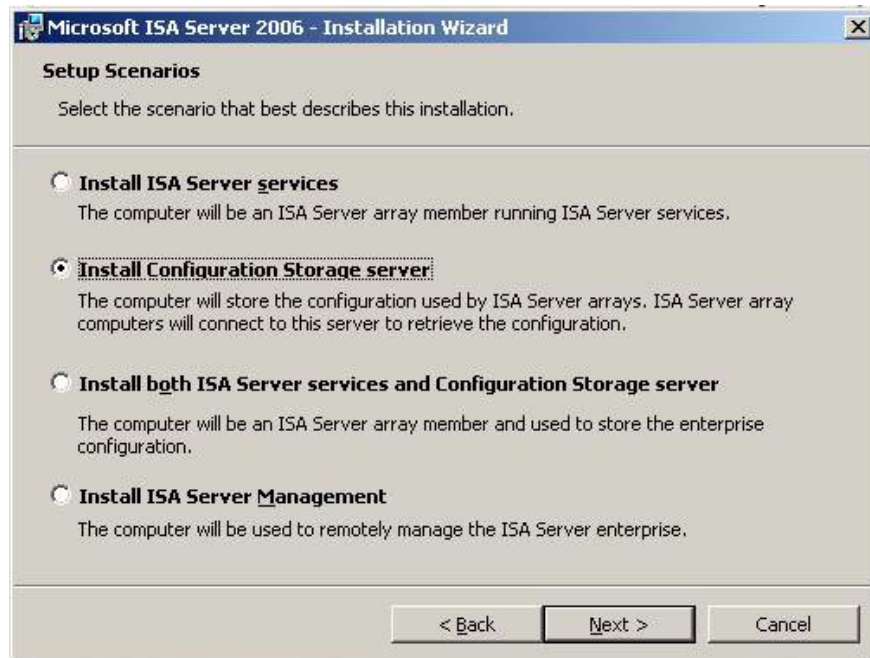 Microsoft ISA Server 2006 - Installation Wizard
Setup Scenarios
Select the scenario that best describes this installation.
Install ISA Server services
The computer will be an ISA Server array member running ISA Server services.
Install Configuration Storage server
The computer will store the configuration used by ISA Server arrays. ISA Server array
computers will connect to this server to retrieve the configuration.
Install both ISA Server services and Configuration Storage server
The computer will be an ISA Server array member and used to store the enterprise
configuration.
Install ISA Server Management
The computer will be used to remotely manage the ISA Server enterprise.
< Back
Next >
Cancel